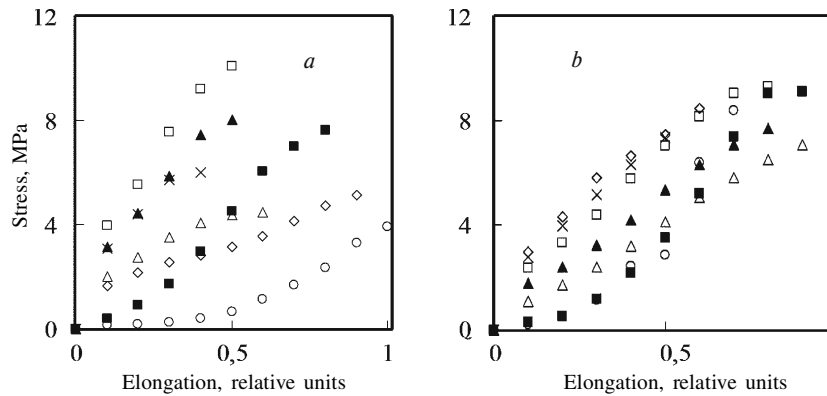 12
8
4
0
a
0
0,5
1
Stress, MPa
Elongation, relative units
12
8
4
0
b
0
0,5
Elongation, relative units